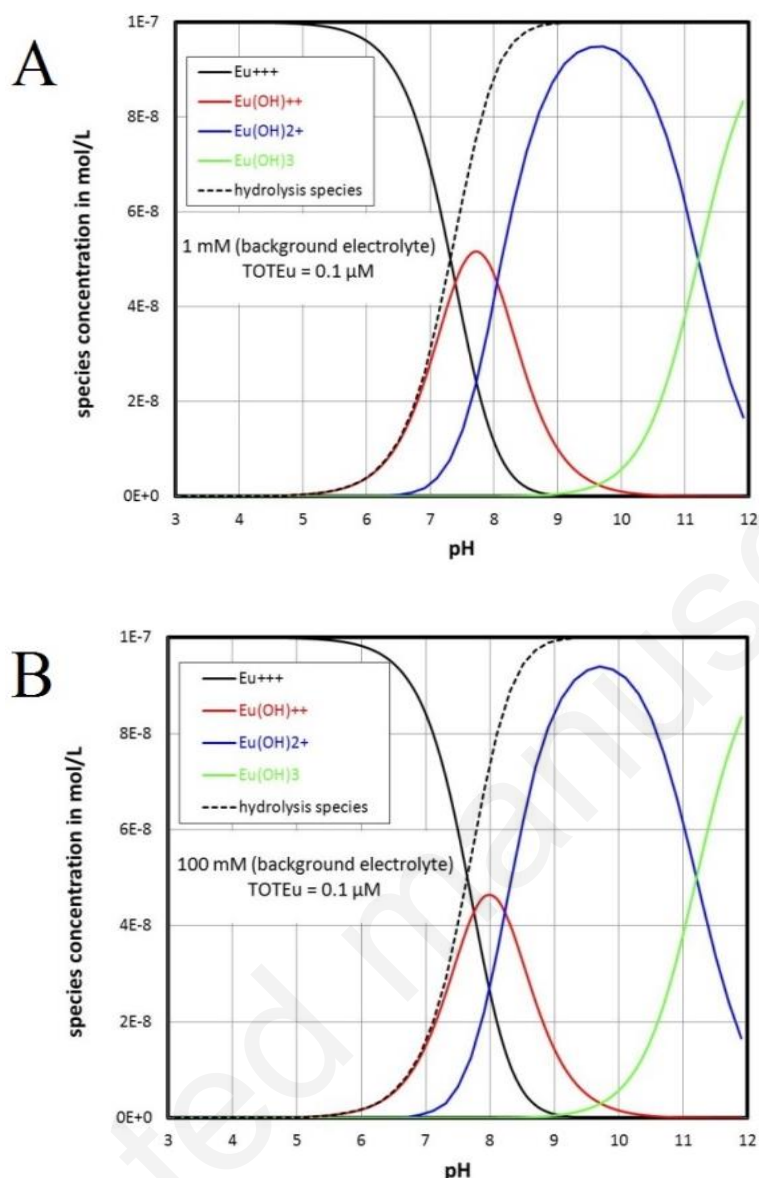 A
1E-7
8E-8
6E-8
4E-8
2E-8
0E+0
species concentration in mol/L
Eu+++
Eu(OH)++
Eu(OH)2+
Eu(OH)3
hydrolysis species
1 mM (background electrolyte)
TOTEu = 0.1 µM
3 4 5 6 7 8 9 10 11 12
pH
B
1E-7
8E-8
6E-8
4E-8
2E-8
0E+0
species concentration in mol/L
Eu+++
Eu(OH)++
Eu(OH)2+
Eu(OH)3
hydrolysis species
100 mM (background electrolyte)
TOTEu = 0.1 µM
3 4 5 6 7 8 9 10 11 12
pH
ted manus